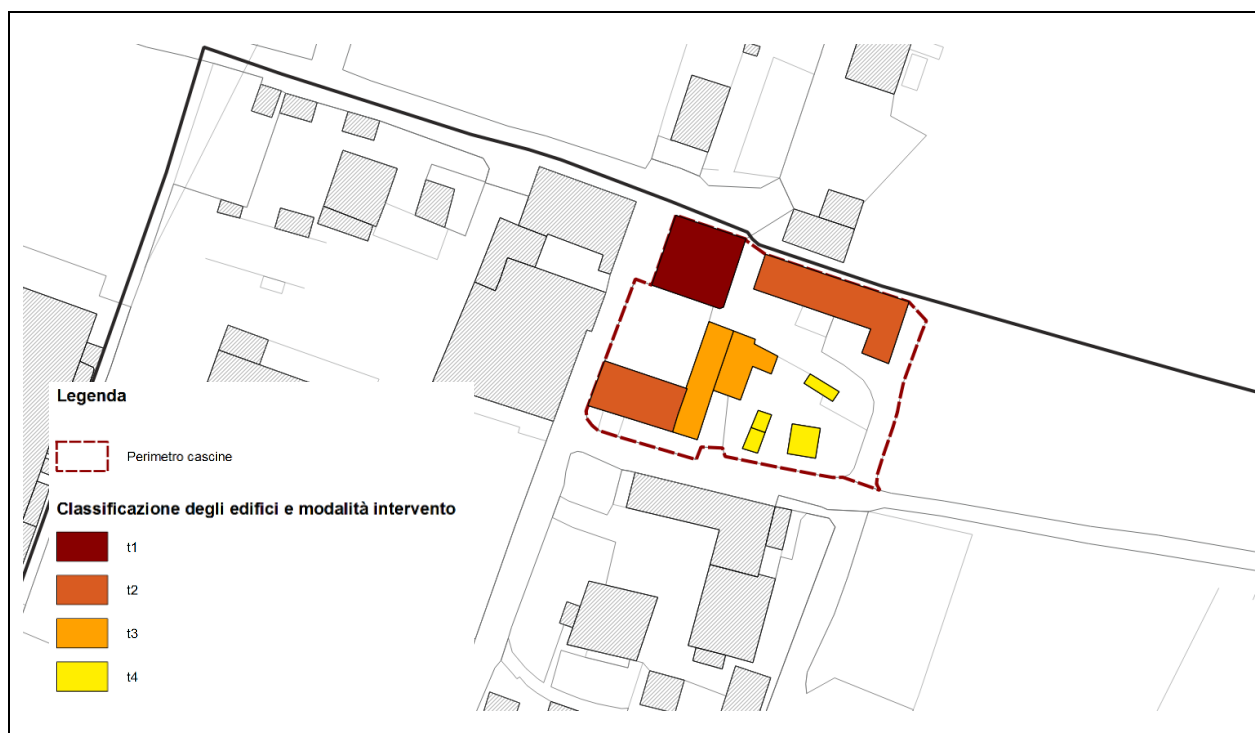 Legenda
Perimetro cascine
Classificazione degli edifici e modalità intervento
t1
t2
t3
t4